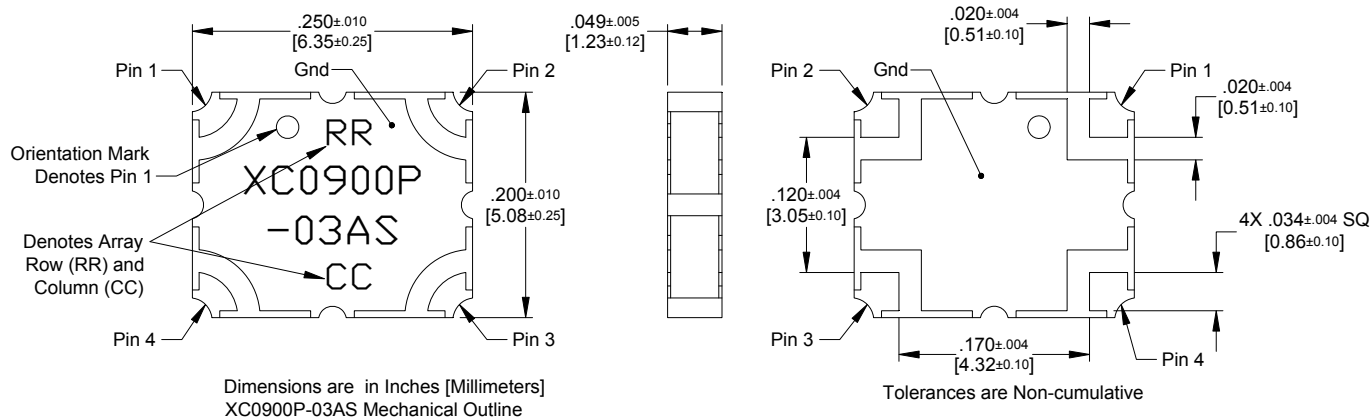 .250±.010
[6.35±0.25]
.049±.005
[1.23±0.12]
.020±.004
[0.51±0.10]
Pin 1
Gnd
Pin 2
Pin 2
Gnd
Pin 1
.020±.004
[0.51±0.10]
Orientation Mark
Denotes Pin 1
RR
XC0900P
-03AS
CC
.200±.010
[5.08±0.25]
.120±.004
[3.05±0.10]
4X .034±.004 SQ
[0.86±0.10]
Denotes Array
Row (RR) and
Column (CC)
Pin 4
Pin 3
Pin 3
.170±.004
[4.32±0.10]
Pin 4
Dimensions are in Inches [Millimeters]
XC0900P-03AS Mechanical Outline
Tolerances are Non-cumulative